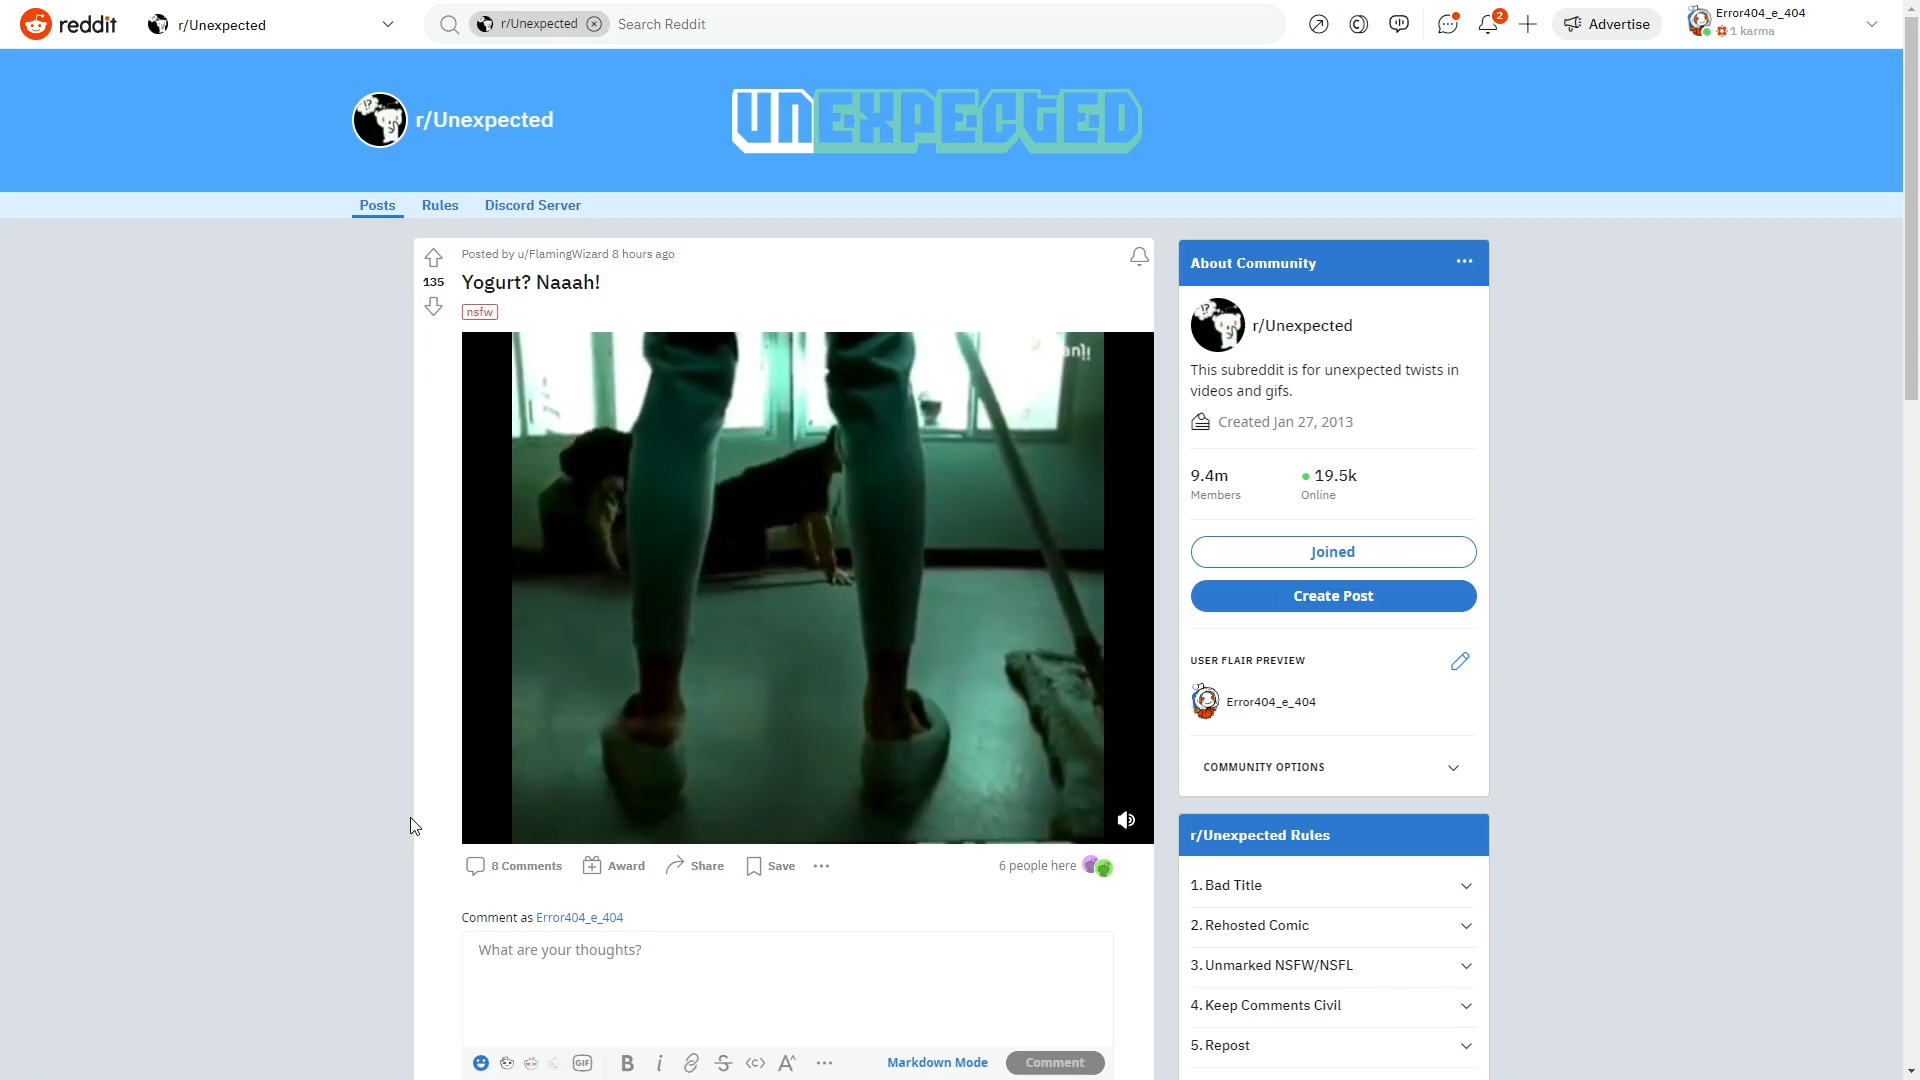 reddit
r/Unexpected
r/Unexpected
Search Reddit
2
Advertise
Error404_e_404
1 karma
r/Unexpected
UNEXPECTED
Posts
Rules
Discord Server
Posted by u/FlamingWizard 8 hours ago
135
Yogurt? Naaah!
nsfw
8 Comments
Award
Share
Save
6 people here
Comment as Error404_e_404
What are your thoughts?
GIF
B
i
Markdown Mode
Comment
About Community
r/Unexpected
This subreddit is for unexpected twists in
videos and gifs.
Created Jan 27, 2013
9.4m
Members
19.5k
Online
Joined
Create Post
USER FLAIR PREVIEW
Error404_e_404
COMMUNITY OPTIONS
r/Unexpected Rules
1. Bad Title
2. Rehosted Comic
3. Unmarked NSFW/NSFL
4. Keep Comments Civil
5. Repost